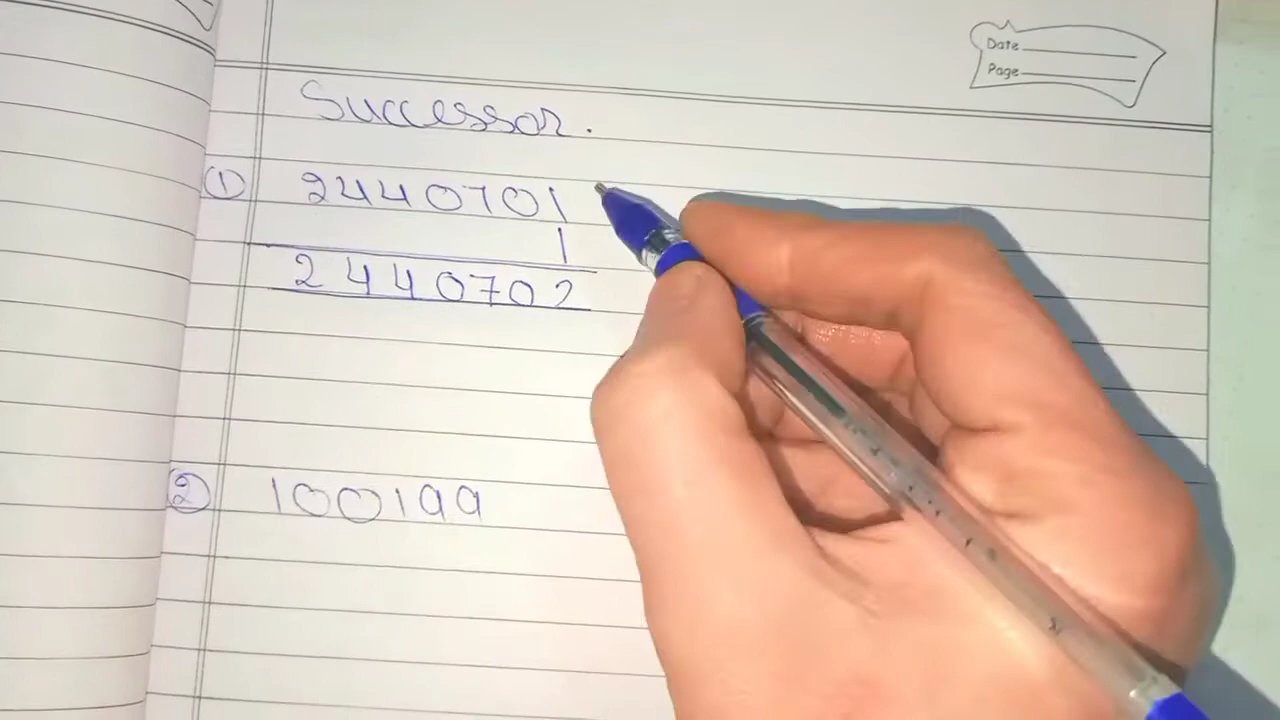 Date
Page
Successor.
① 2440701
1
2440702
② 100199